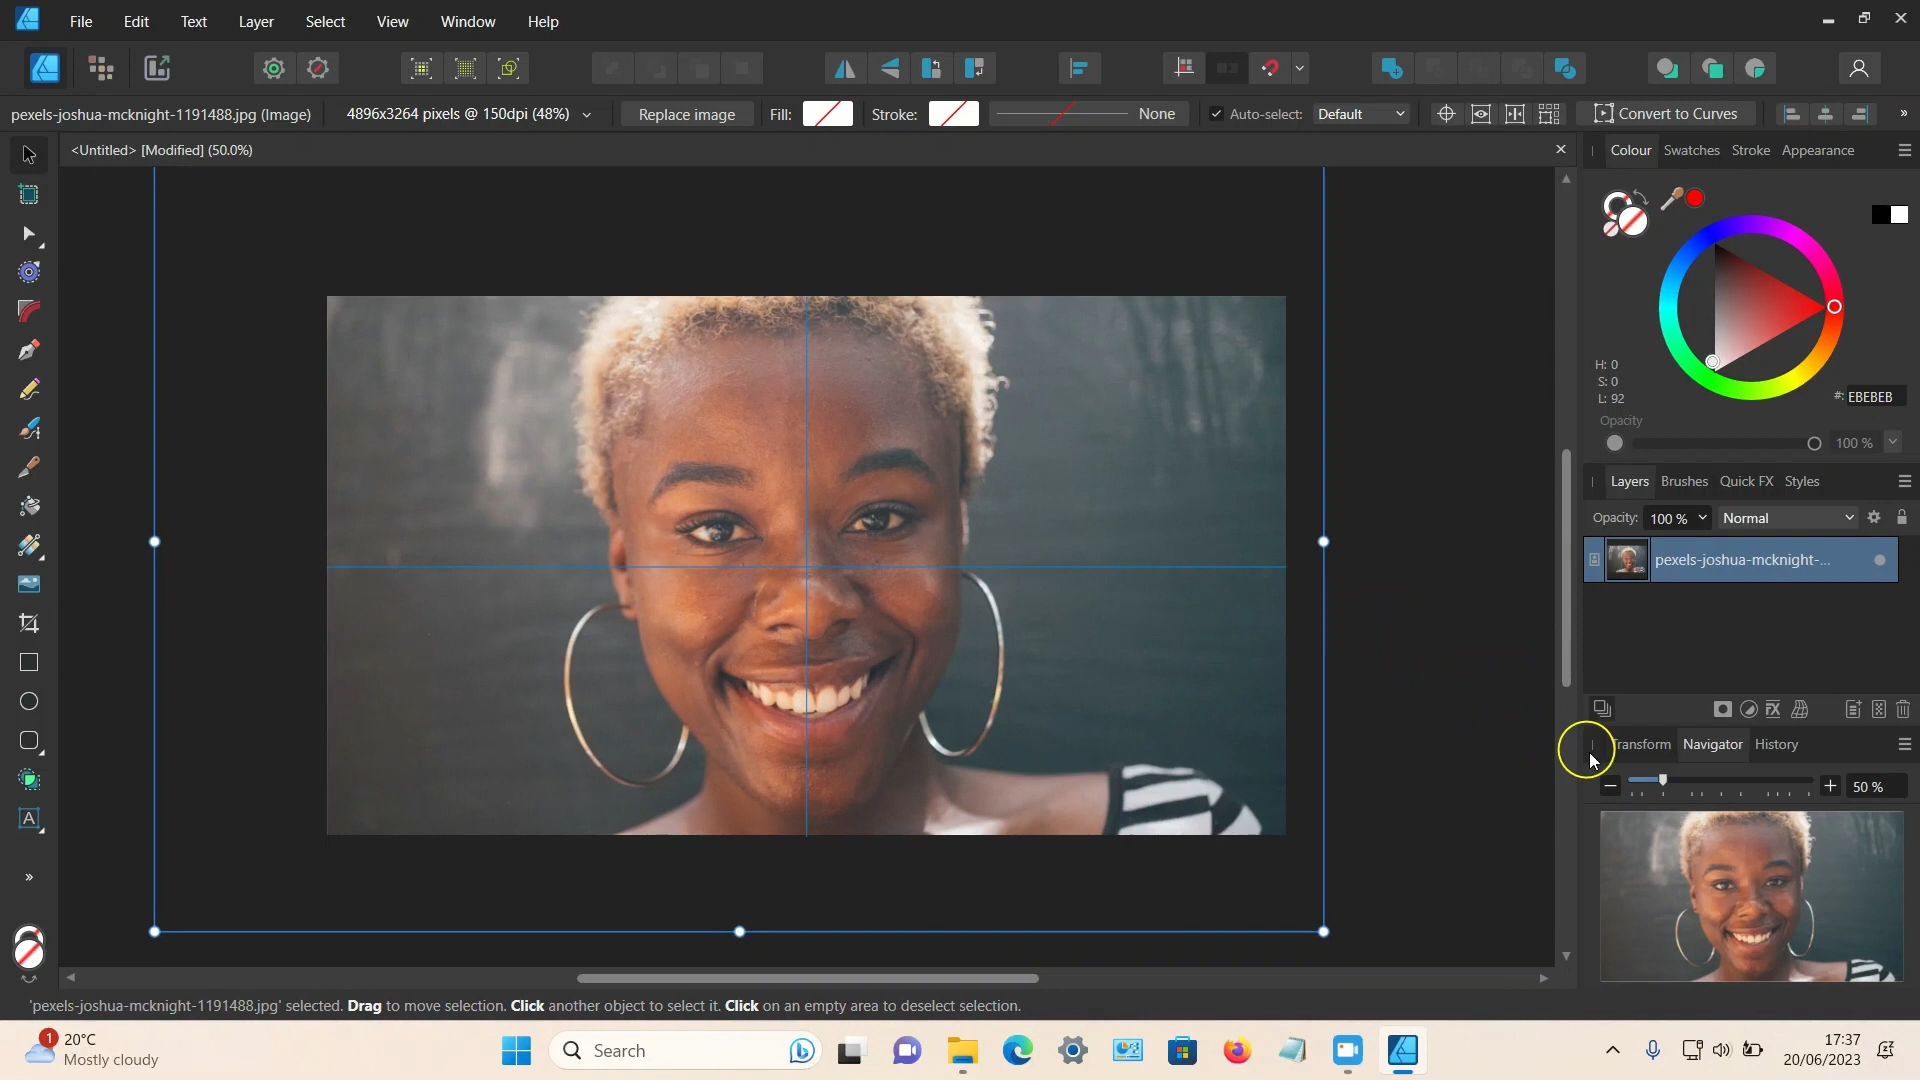 File Edit Text Layer Select View Window Help
pexels-joshua-mcknight-1191488.jpg (Image) 4896x3264 pixels @ 150dpi (48%) Replace image Fill: Stroke: None Auto-select: Default Convert to Curves »
<Untitled> [Modified] (50.0%)
Colour Swatches Stroke Appearance
H: 0
S: 0
L: 92
#: EBEBEB
Opacity
100 %
Layers Brushes Quick FX Styles
Opacity: 100 % Normal
pexels-joshua-mcknight-...
FX
Transform Navigator History
50 %
A
»
'pexels-joshua-mcknight-1191488.jpg' selected. Drag to move selection. Click another object to select it. Click on an empty area to deselect selection.
1
20°C
Mostly cloudy
Search
17:37
20/06/2023